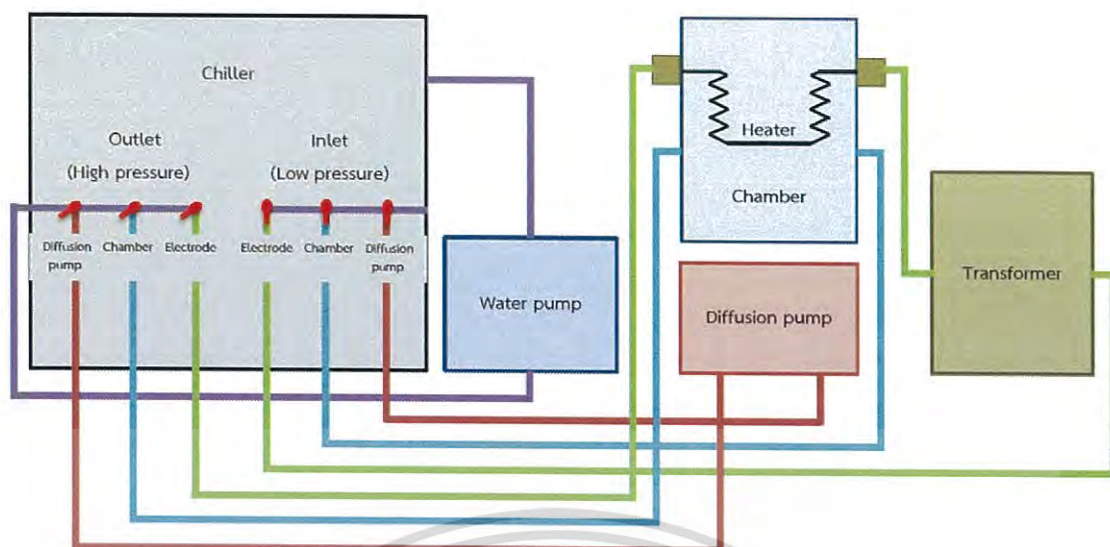 Chiller
Outlet
(High pressure)
Inlet
(Low pressure)
Diffusion
pump
Chamber
Electrode
Electrode
Chamber
Diffusion
pump
Water pump
Heater
Chamber
Diffusion pump
Transformer